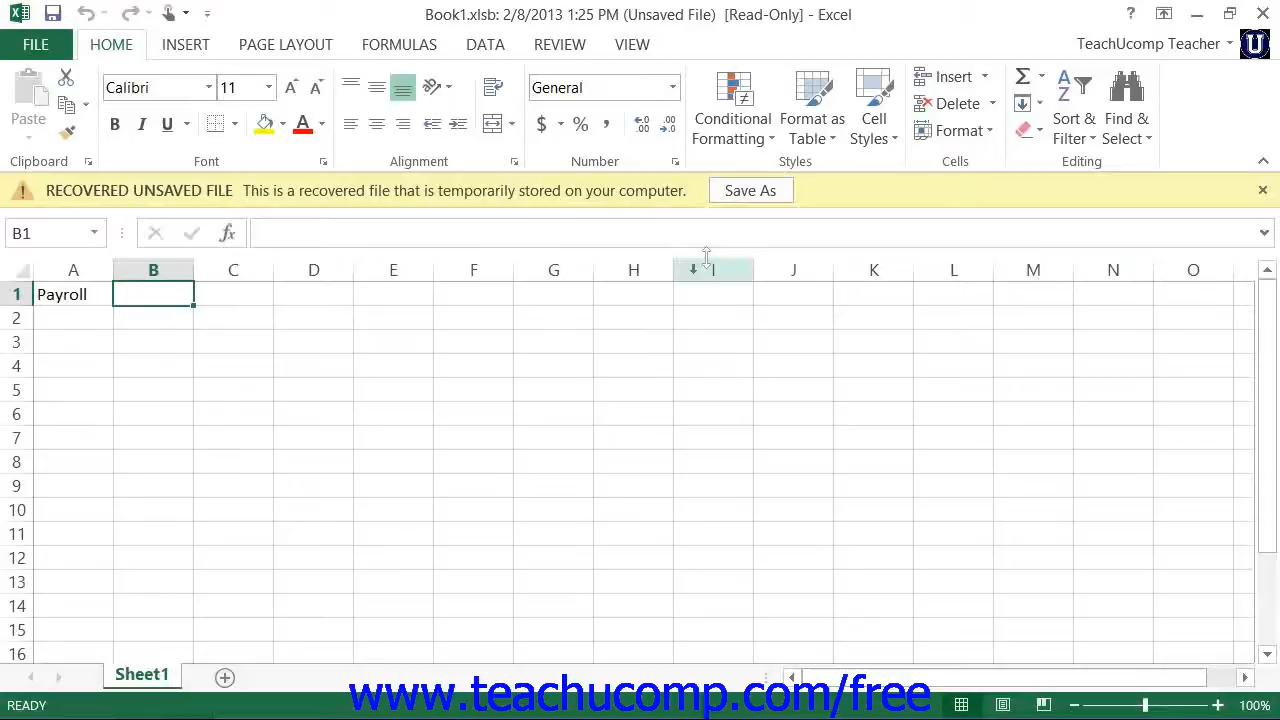 Book1.xlsb: 2/8/2013 1:25 PM (Unsaved File) [Read-Only] - Excel
?
FILE HOME INSERT PAGE LAYOUT FORMULAS DATA REVIEW VIEW TeachUcomp Teacher U
Paste
Clipboard
Calibri 11
B I U A
Font
Alignment
General
$ % ,
Number
Conditional Formatting
Format as Table
Cell Styles
Styles
Insert
Delete
Format
Cells
Σ
Sort & Filter
Find & Select
Editing
RECOVERED UNSAVED FILE This is a recovered file that is temporarily stored on your computer. Save As
B1 fx
A B C D E F G H I J K L M N O
1 Payroll
2
3
4
5
6
7
8
9
10
11
12
13
14
15
16
Sheet1
www.teachucomp.com/free
READY 100%